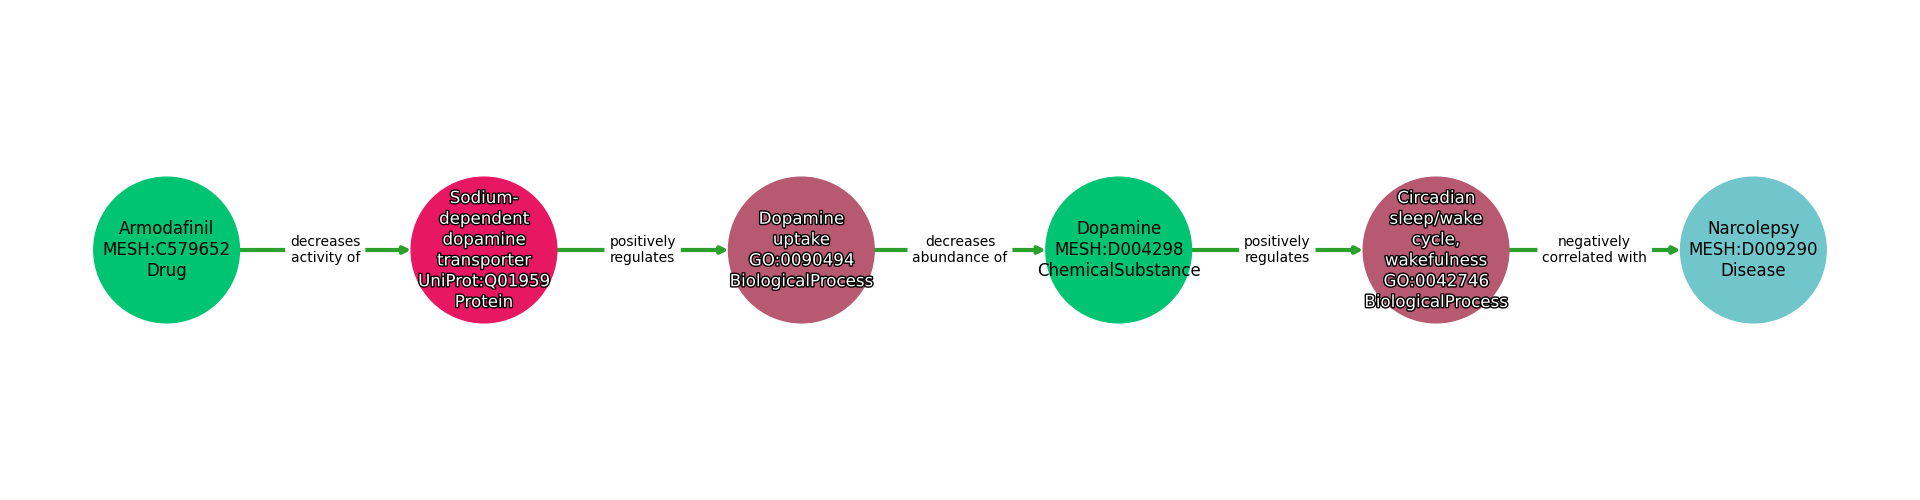 Armodafinil
MESH:C579652
Drug
decreases
activity of
Sodium-
dependent
dopamine
transporter
UniProt:Q01959
Protein
positively
regulates
Dopamine
uptake
GO:0090494
BiologicalProcess
decreases
abundance of
Dopamine
MESH:D004298
ChemicalSubstance
positively
regulates
Circadian
sleep/wake
cycle,
wakefulness
GO:0042746
BiologicalProcess
negatively
correlated with
Narcolepsy
MESH:D009290
Disease